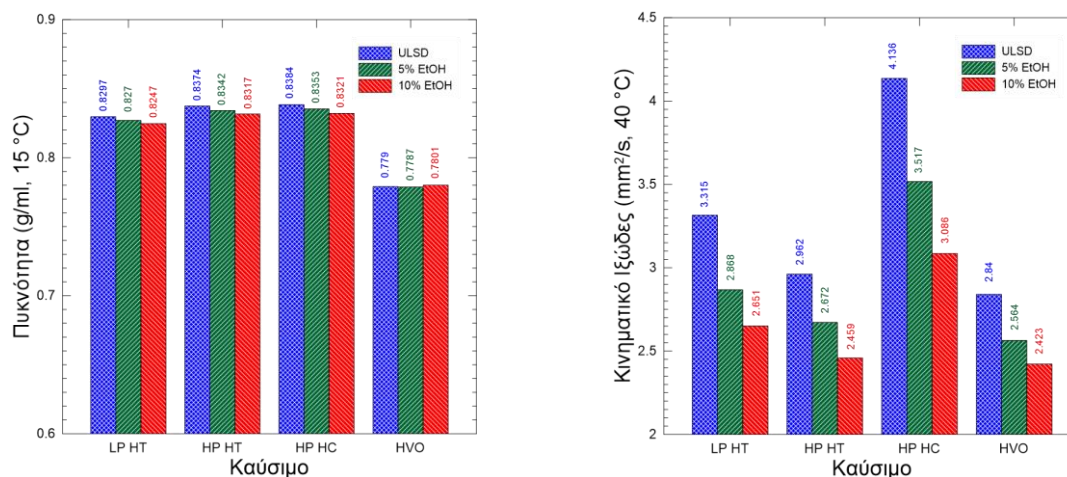 0.9
0.8
0.7
0.6
Πυκνότητα (g/ml, 15 °C)
ULSD
5% EtOH
10% EtOH
0.8297
0.827
0.8247
0.8374
0.8342
0.8317
0.8384
0.8353
0.8321
0.779
0.7787
0.7801
LP HT
HP HT
HP HC
HVO
Καύσιμο
4.5
4
3.5
3
2.5
2
Κινηματικό Ιξώδες (mm²/s, 40 °C)
ULSD
5% EtOH
10% EtOH
3.315
2.868
2.651
2.962
2.672
2.459
4.136
3.517
3.086
2.84
2.564
2.423
LP HT
HP HT
HP HC
HVO
Καύσιμο